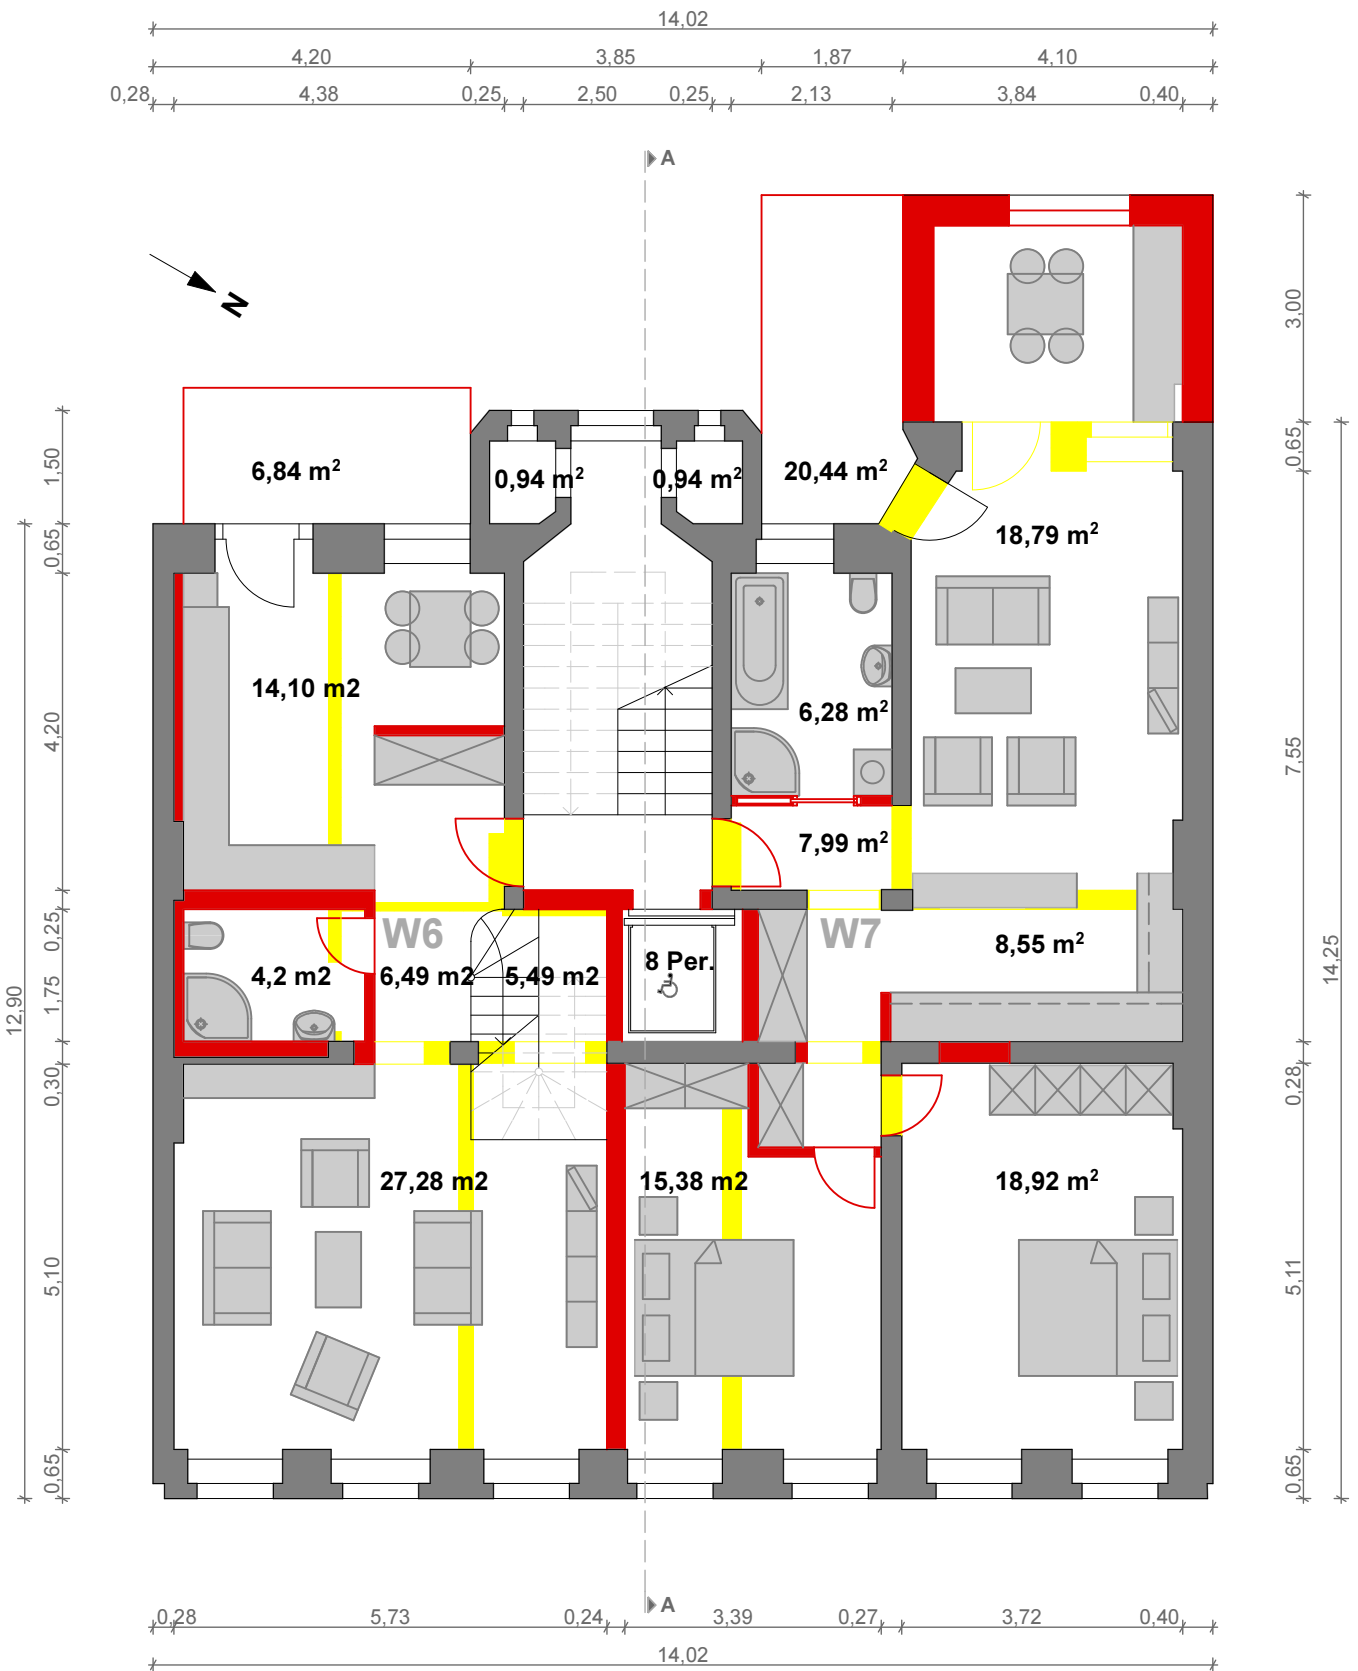 14,02
4,20 3,85 1,87 4,10
0,28 4,38 0,25 2,50 0,25 2,13 3,84 0,40
A
N
3,00
1,50
6,84 m²
0,94 m²
0,94 m²
20,44 m²
0,65
0,65
18,79 m²
14,10 m2
6,28 m²
4,20
7,55
7,99 m²
0,25
W6
W7
8,55 m²
8 Per.
4,2 m2
6,49 m2
5,49 m2
1,75
12,90
14,25
0,30
0,28
27,28 m2
15,38 m2
18,92 m²
5,10
5,11
0,65
0,65
A
0,28 5,73 0,24 3,39 0,27 3,72 0,40
14,02